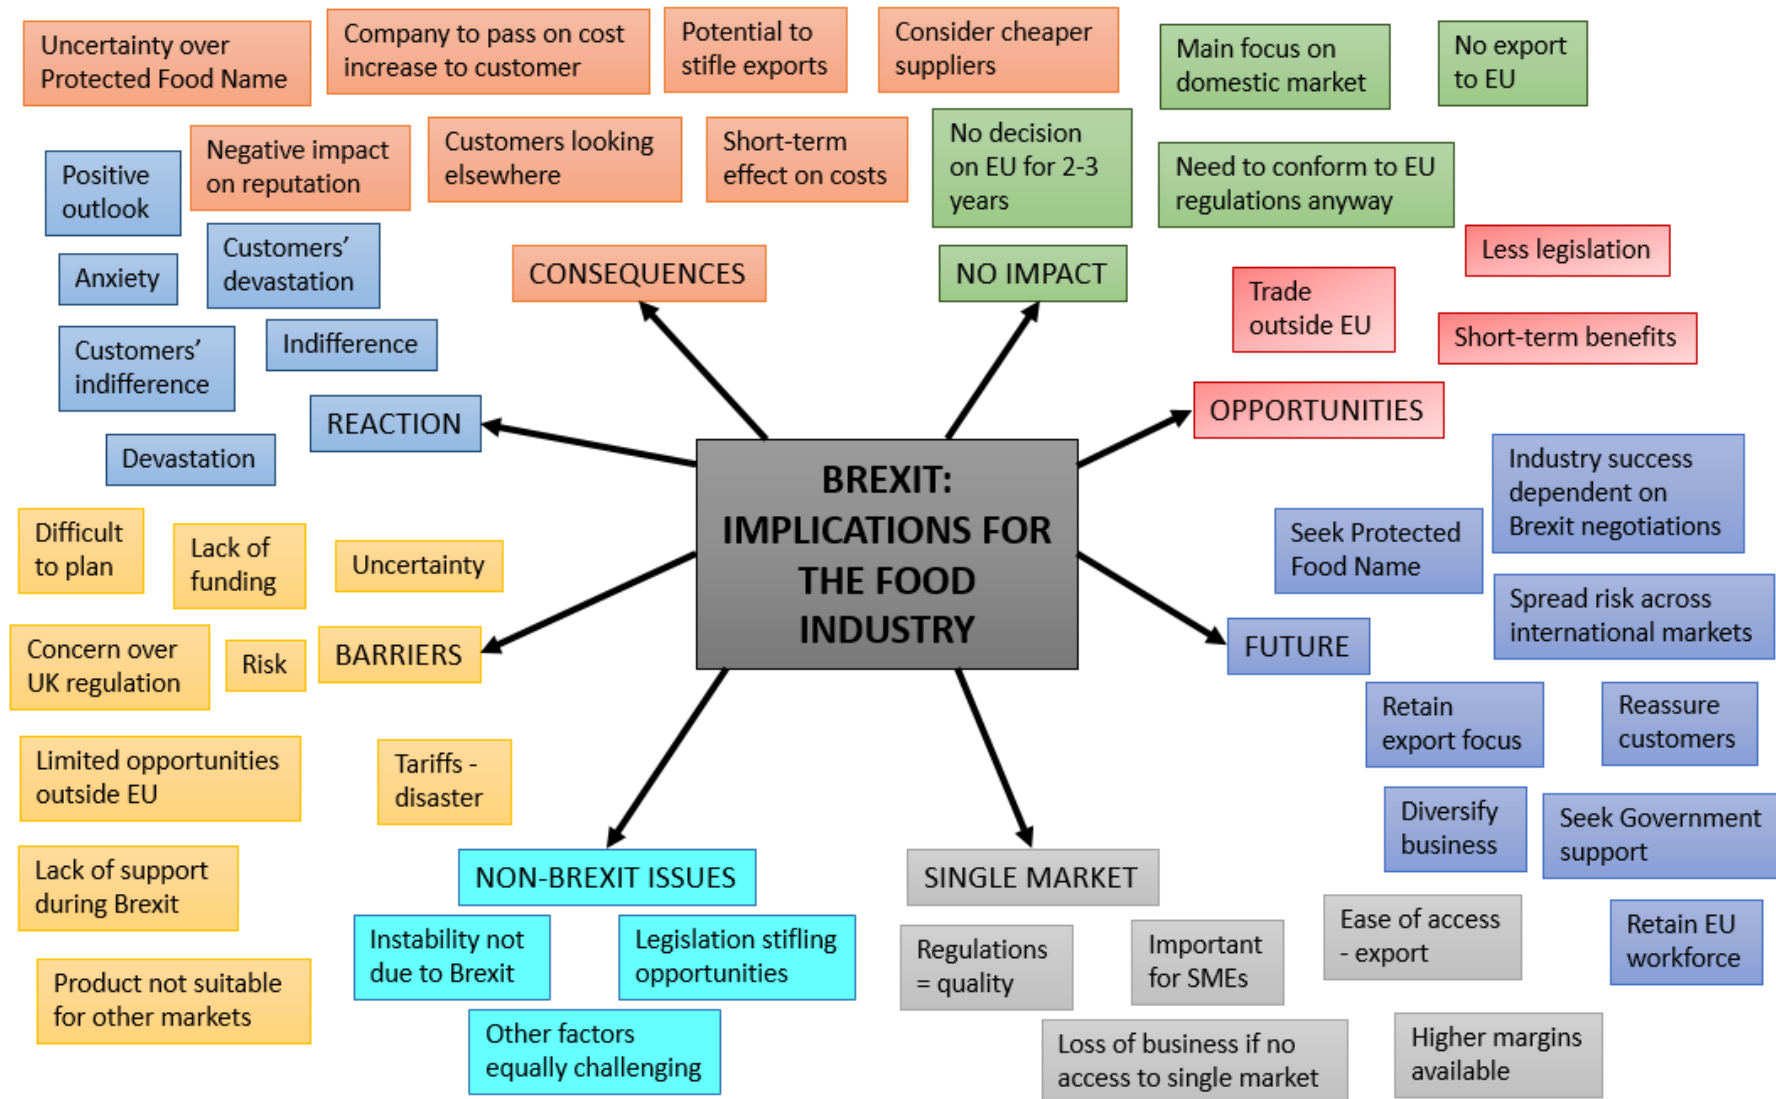 Uncertainty over
Protected Food Name
Company to pass on cost
increase to customer
Potential to
stifle exports
Consider cheaper
suppliers
Main focus on
domestic market
No export
to EU
Positive
outlook
Negative impact
on reputation
Customers looking
elsewhere
Short-term
effect on costs
No decision
on EU for 2-3
years
Need to conform to EU
regulations anyway
Anxiety
Customers’
devastation
CONSEQUENCES
NO IMPACT
Less legislation
Trade
outside EU
Short-term benefits
Customers’
indifference
Indifference
REACTION
Devastation
OPPORTUNITIES
BREXIT:
IMPLICATIONS FOR
THE FOOD
INDUSTRY
Industry success
dependent on
Brexit negotiations
Seek Protected
Food Name
Spread risk across
international markets
FUTURE
Retain
export focus
Reassure
customers
Diversify
business
Seek Government
support
Retain EU
workforce
Difficult
to plan
Lack of
funding
Uncertainty
Concern over
UK regulation
Risk
BARRIERS
Limited opportunities
outside EU
Tariffs -
disaster
Lack of support
during Brexit
Product not suitable
for other markets
NON-BREXIT ISSUES
Instability not
due to Brexit
Legislation stifling
opportunities
Other factors
equally challenging
SINGLE MARKET
Regulations
= quality
Important
for SMEs
Ease of access
- export
Loss of business if no
access to single market
Higher margins
available